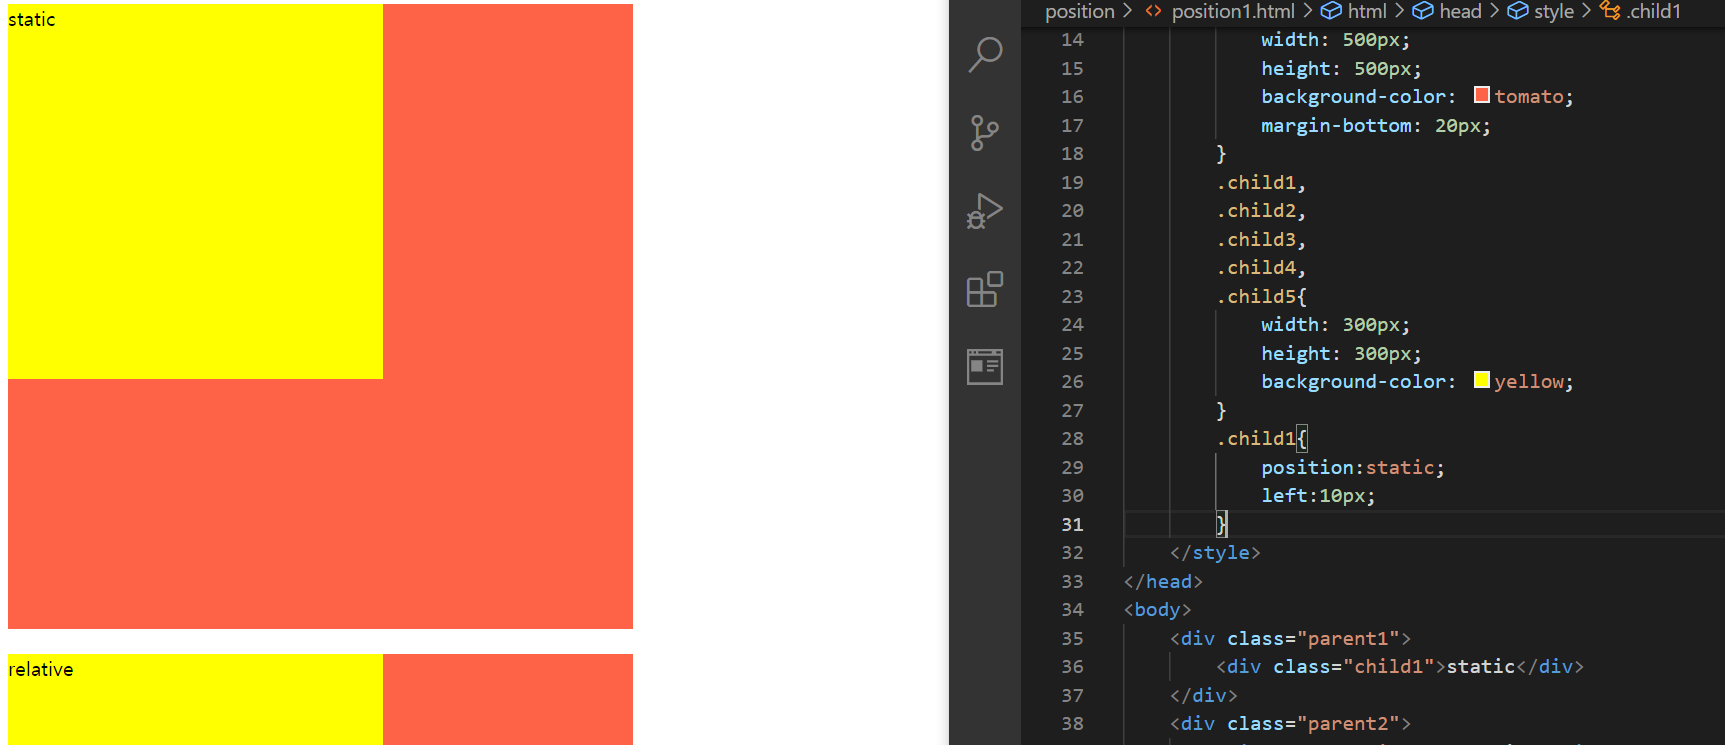 static
relative
position > <> position1.html > html > head > style > .child1
14 width: 500px;
15 height: 500px;
16 background-color: tomato;
17 margin-bottom: 20px;
18 }
19 .child1,
20 .child2,
21 .child3,
22 .child4,
23 .child5{
24 width: 300px;
25 height: 300px;
26 background-color: yellow;
27 }
28 .child1{
29 position:static;
30 left:10px;
31 }
32 </style>
33 </head>
34 <body>
35 <div class="parent1">
36 <div class="child1">static</div>
37 </div>
38 <div class="parent2">